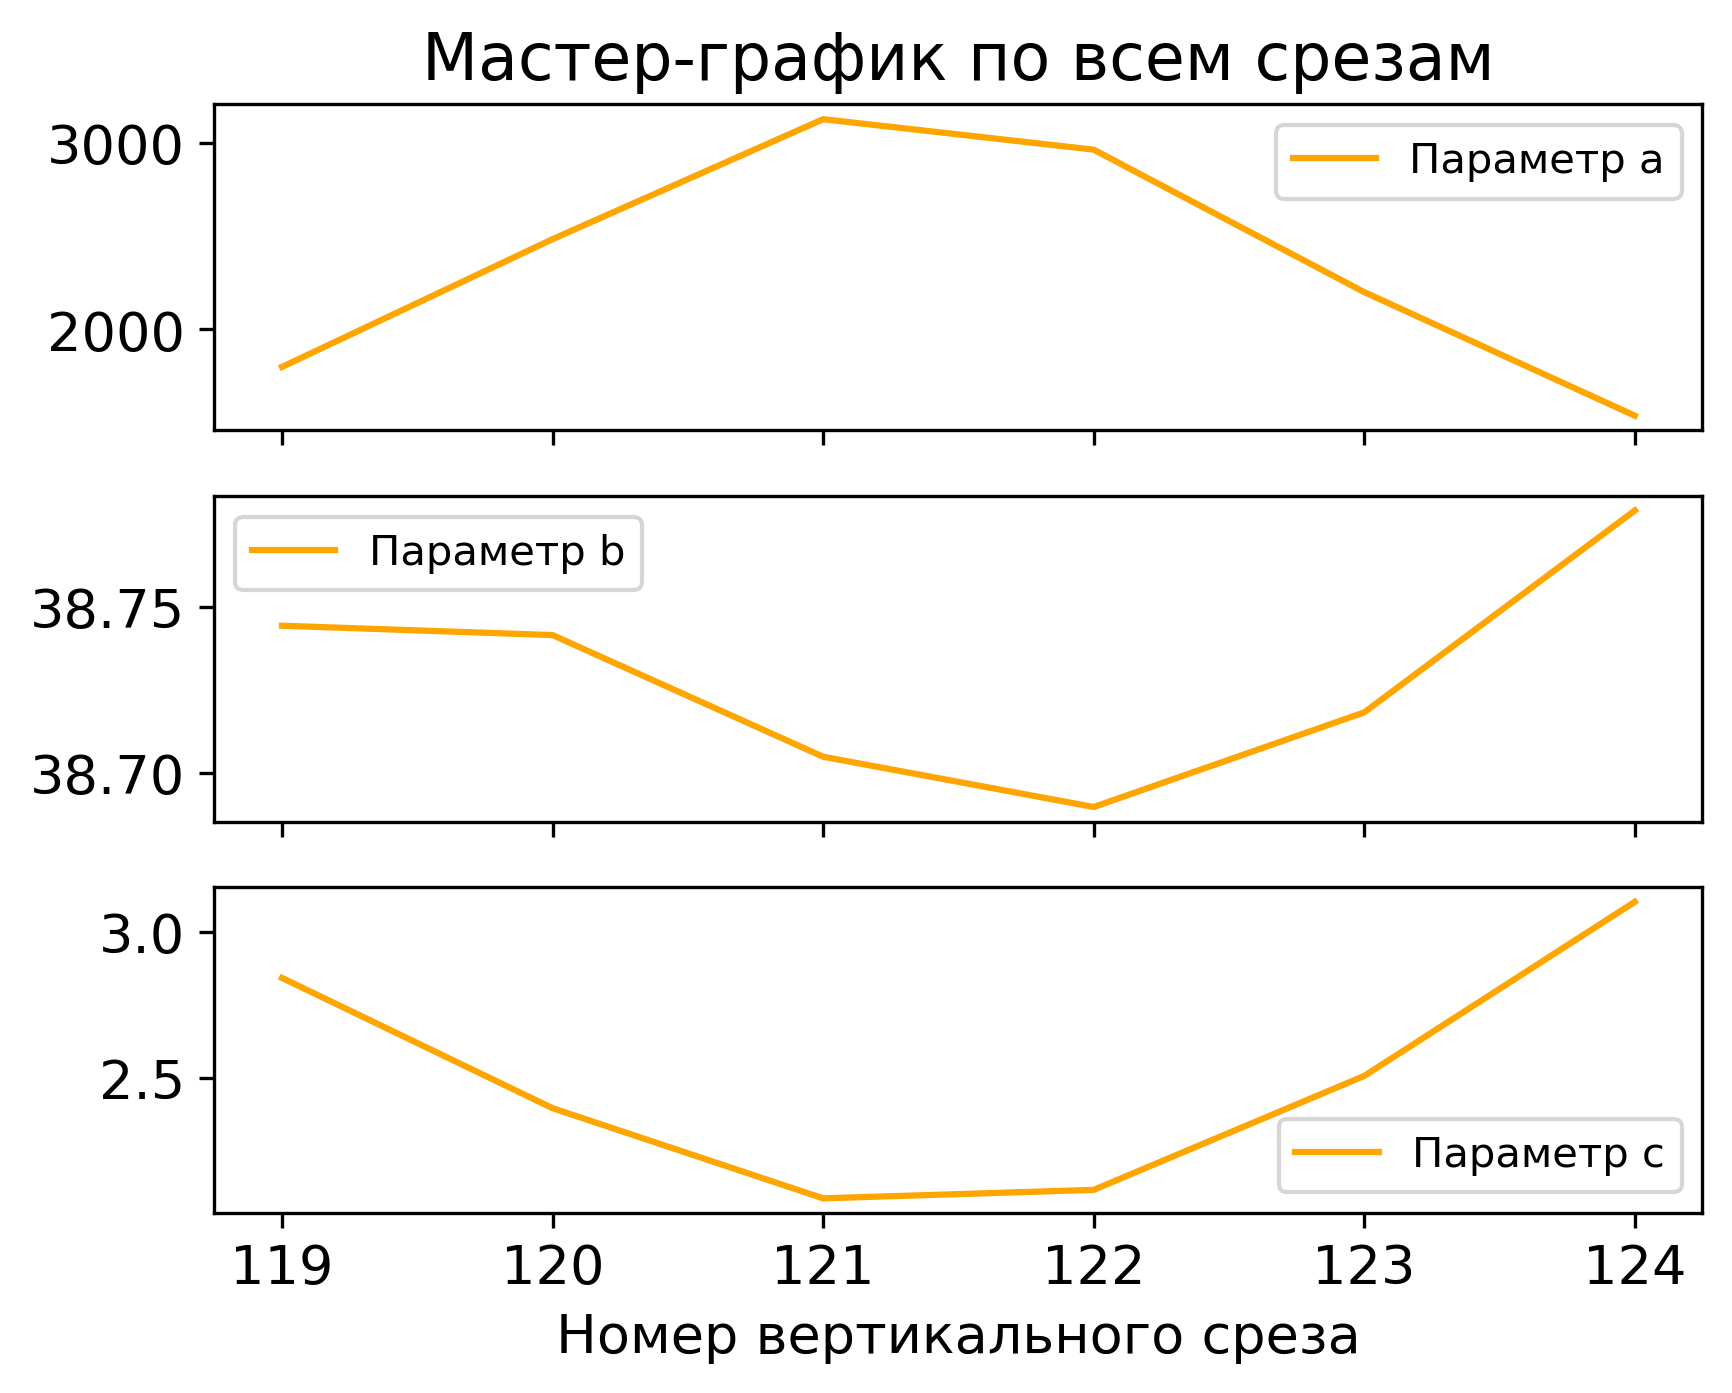 Мастер-график по всем срезам
3000
2000
Параметр a
38.75
38.70
Параметр b
3.0
2.5
Параметр c
119 120 121 122 123 124
Номер вертикального среза